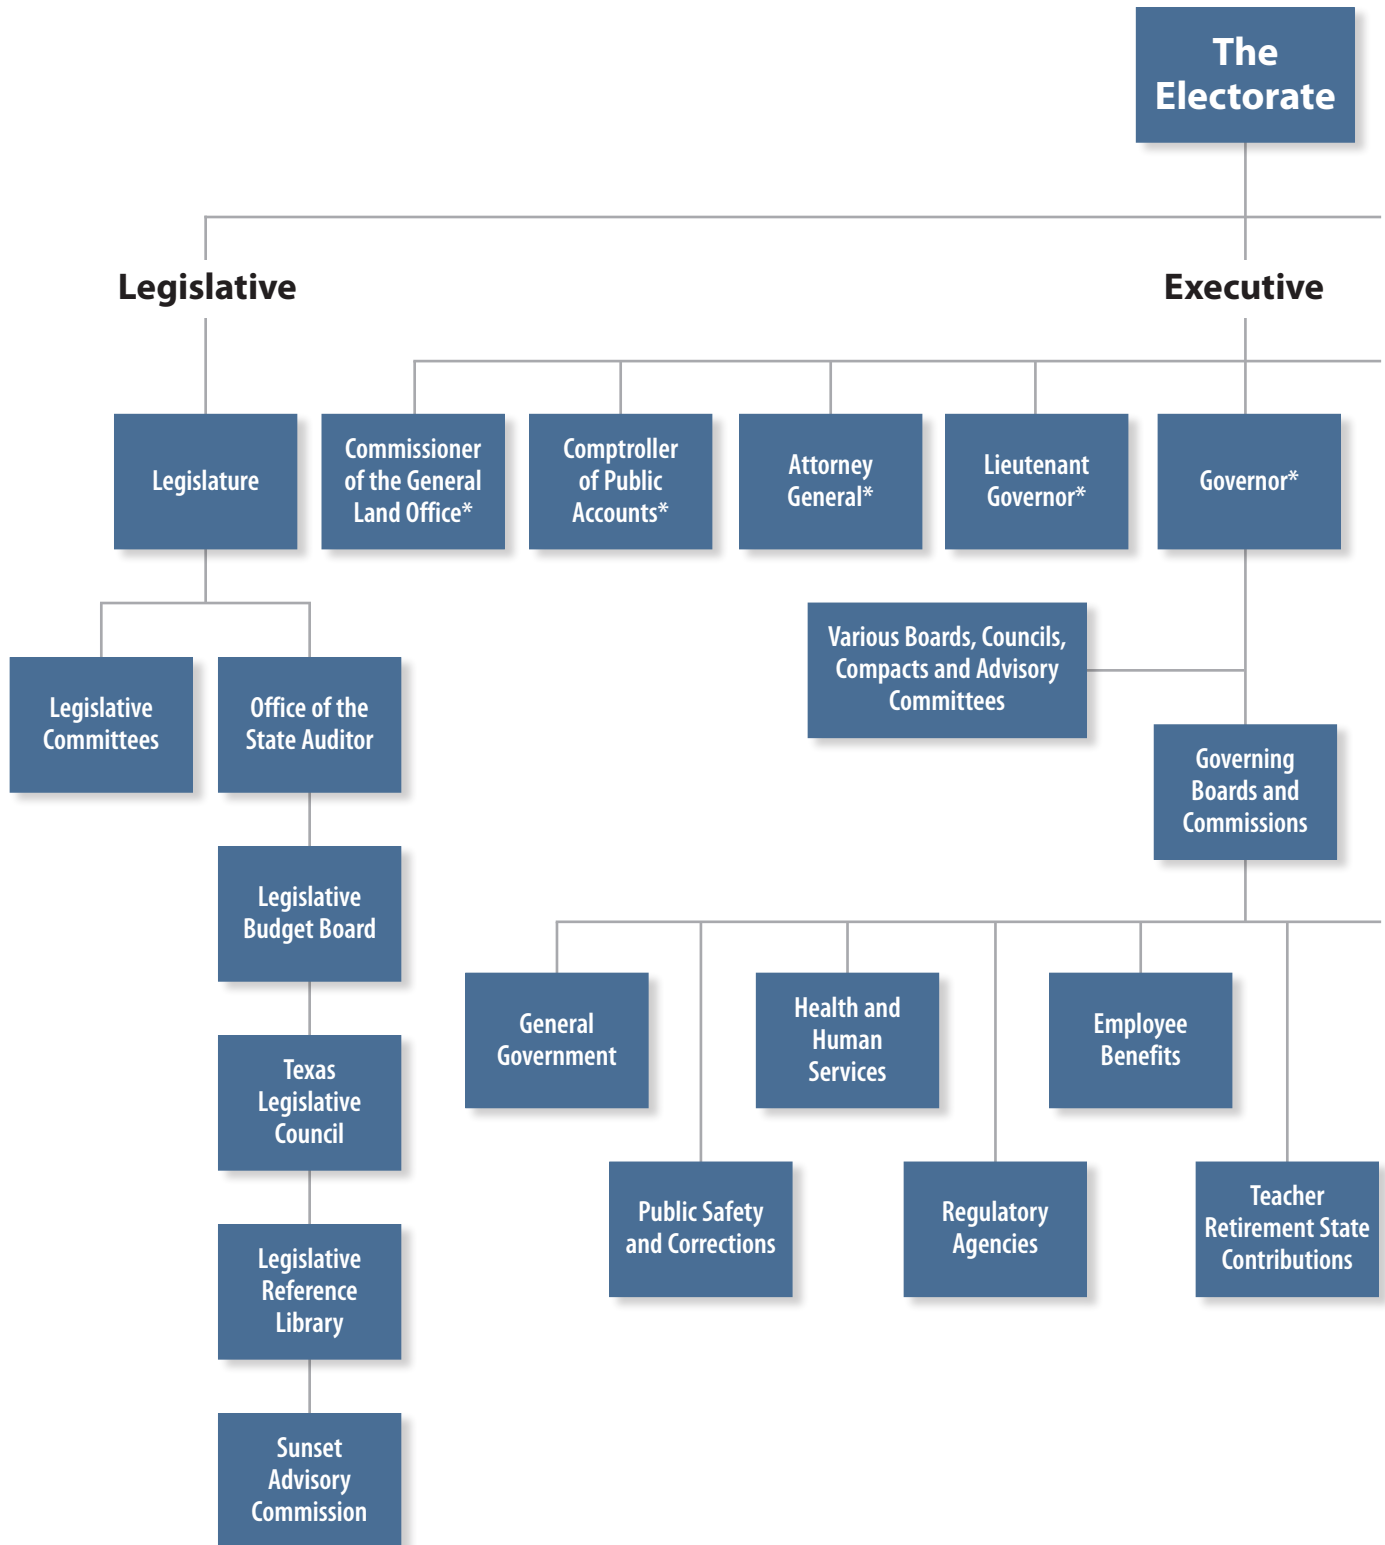 The
Electorate
Legislative
Executive
Legislature
Commissioner
of the General
Land Office*
Comptroller
of Public
Accounts*
Attorney
General*
Lieutenant
Governor*
Governor*
Various Boards, Councils,
Compacts and Advisory
Committees
Legislative
Committees
Office of the
State Auditor
Governing
Boards and
Commissions
Legislative
Budget Board
General
Government
Health and
Human
Services
Employee
Benefits
Texas
Legislative
Council
Public Safety
and Corrections
Regulatory
Agencies
Teacher
Retirement State
Contributions
Legislative
Reference
Library
Sunset
Advisory
Commission